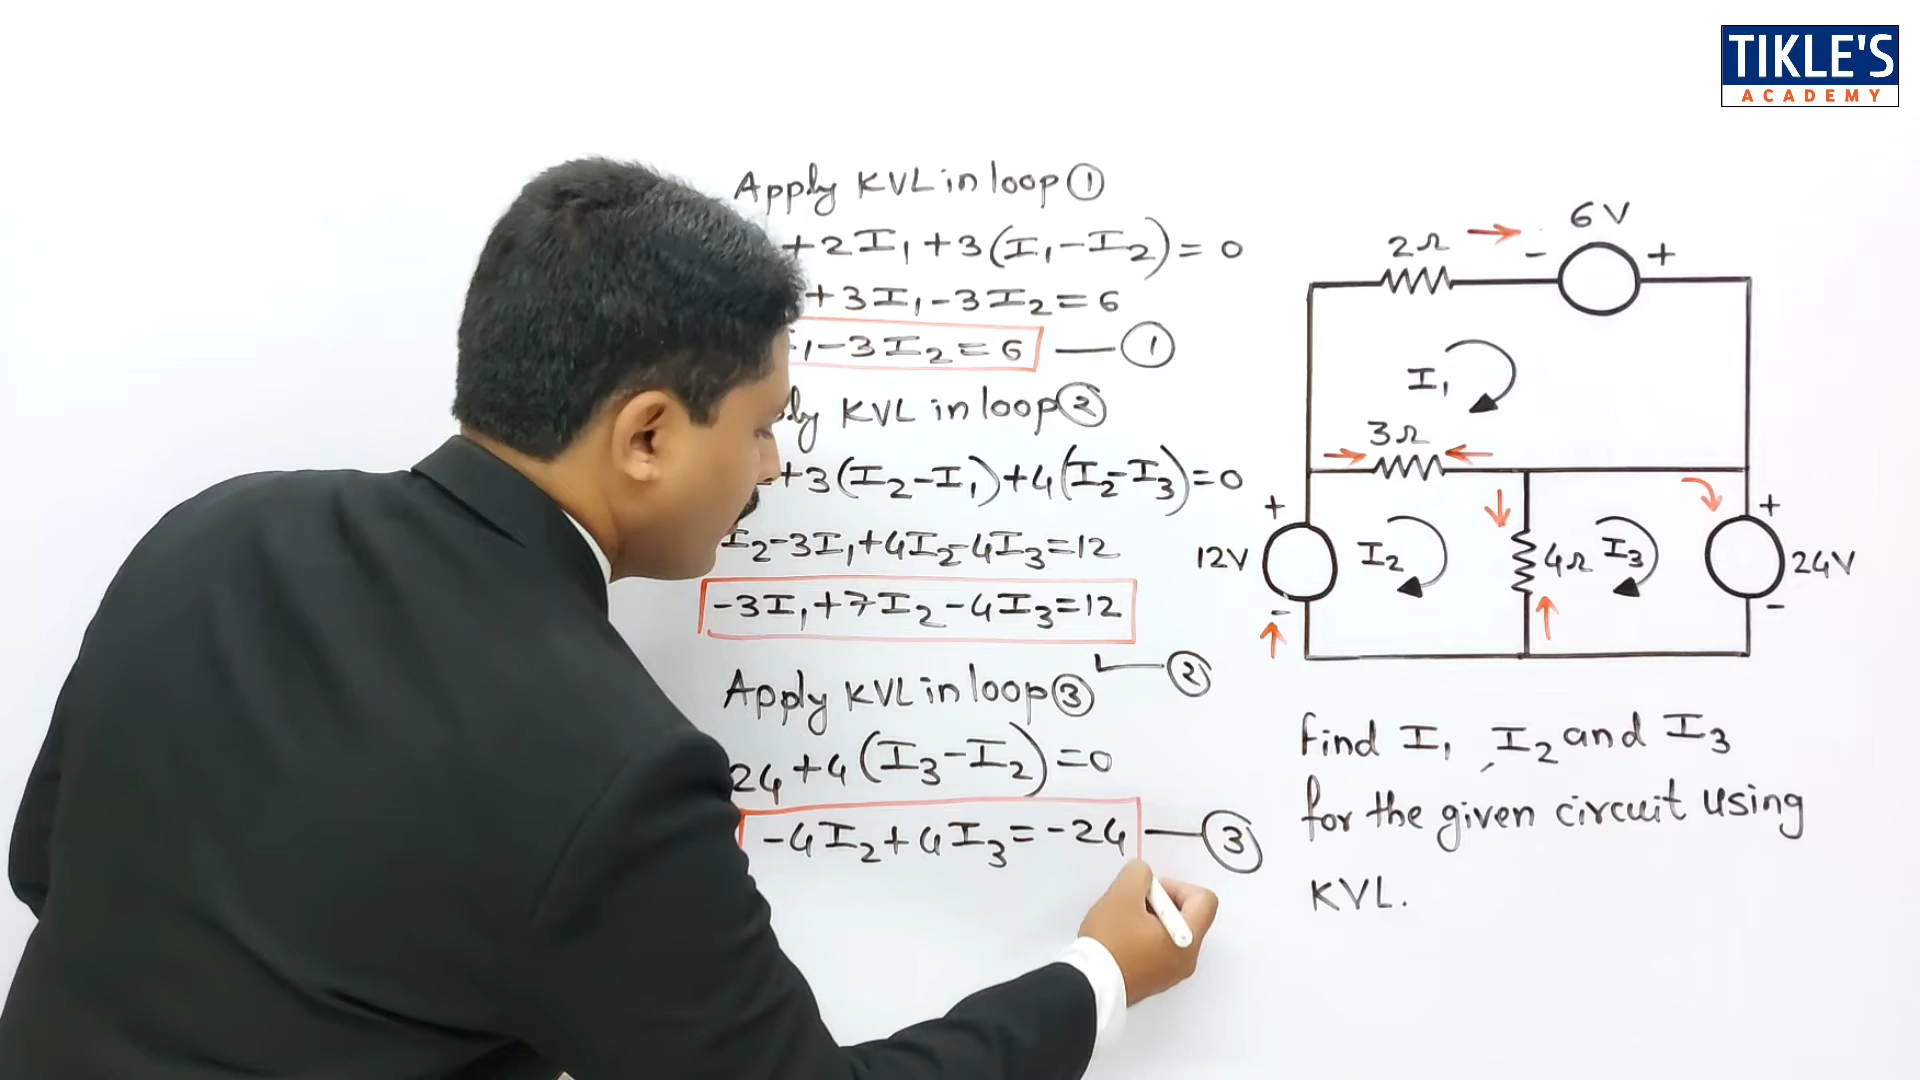 TIKLE'S
ACADEMY
Apply KVL in loop ①
+2I₁+3(I₁-I₂)=0
+3I₁-3I₂=6
₁-3I₂=6 — ①
KVL in loop ②
+3(I₂-I₁)+4(I₂-I₃)=0
I₂-3I₁+4I₂-4I₃=12
-3I₁+7I₂-4I₃=12
②
Apply KVL in loop ③
24+4(I₃-I₂)=0
-4I₂+4I₃=-24 — ③
6V
2Ω - +
I₁
3Ω
+ +
12V I₂ 4Ω I₃ 24V
- -
Find I₁, I₂ and I₃
for the given circuit using
KVL.